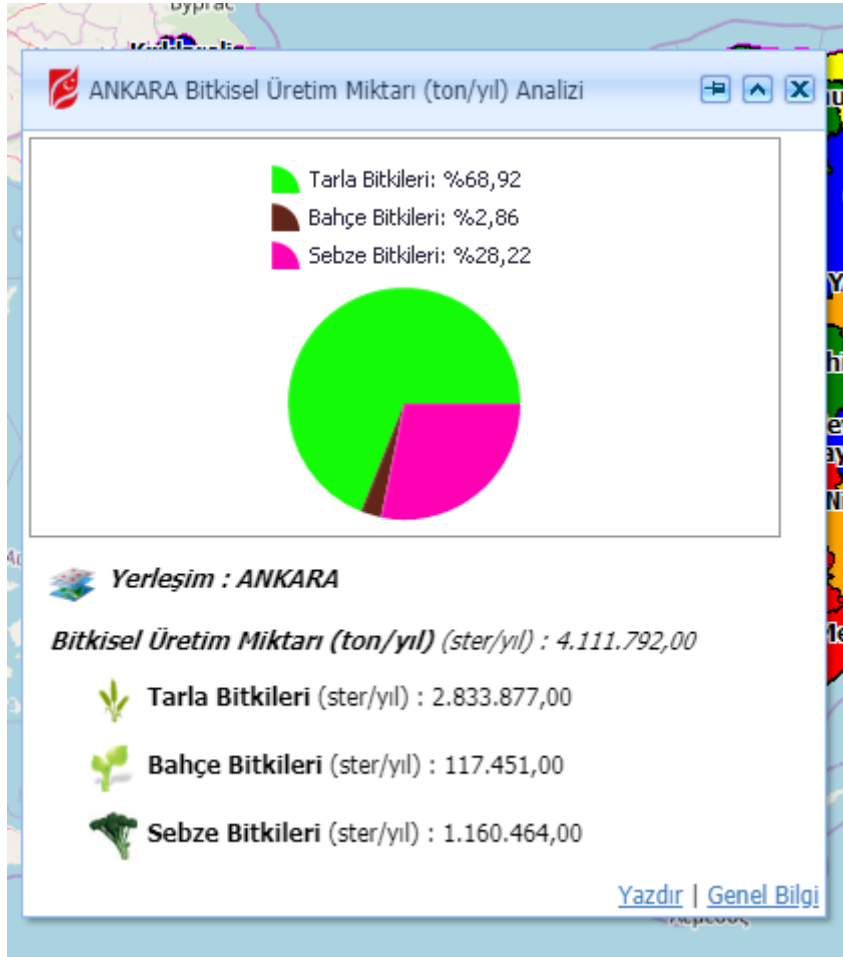 ANKARA Bitkisel Üretim Miktarı (ton/yıl) Analizi
Tarla Bitkileri: %68,92
Bahçe Bitkileri: %2,86
Sebze Bitkileri: %28,22
Yerleşim : ANKARA
Bitkisel Üretim Miktarı (ton/yıl) (ster/yıl) : 4.111.792,00
Tarla Bitkileri (ster/yıl) : 2.833.877,00
Bahçe Bitkileri (ster/yıl) : 117.451,00
Sebze Bitkileri (ster/yıl) : 1.160.464,00
Yazdır | Genel Bilgi